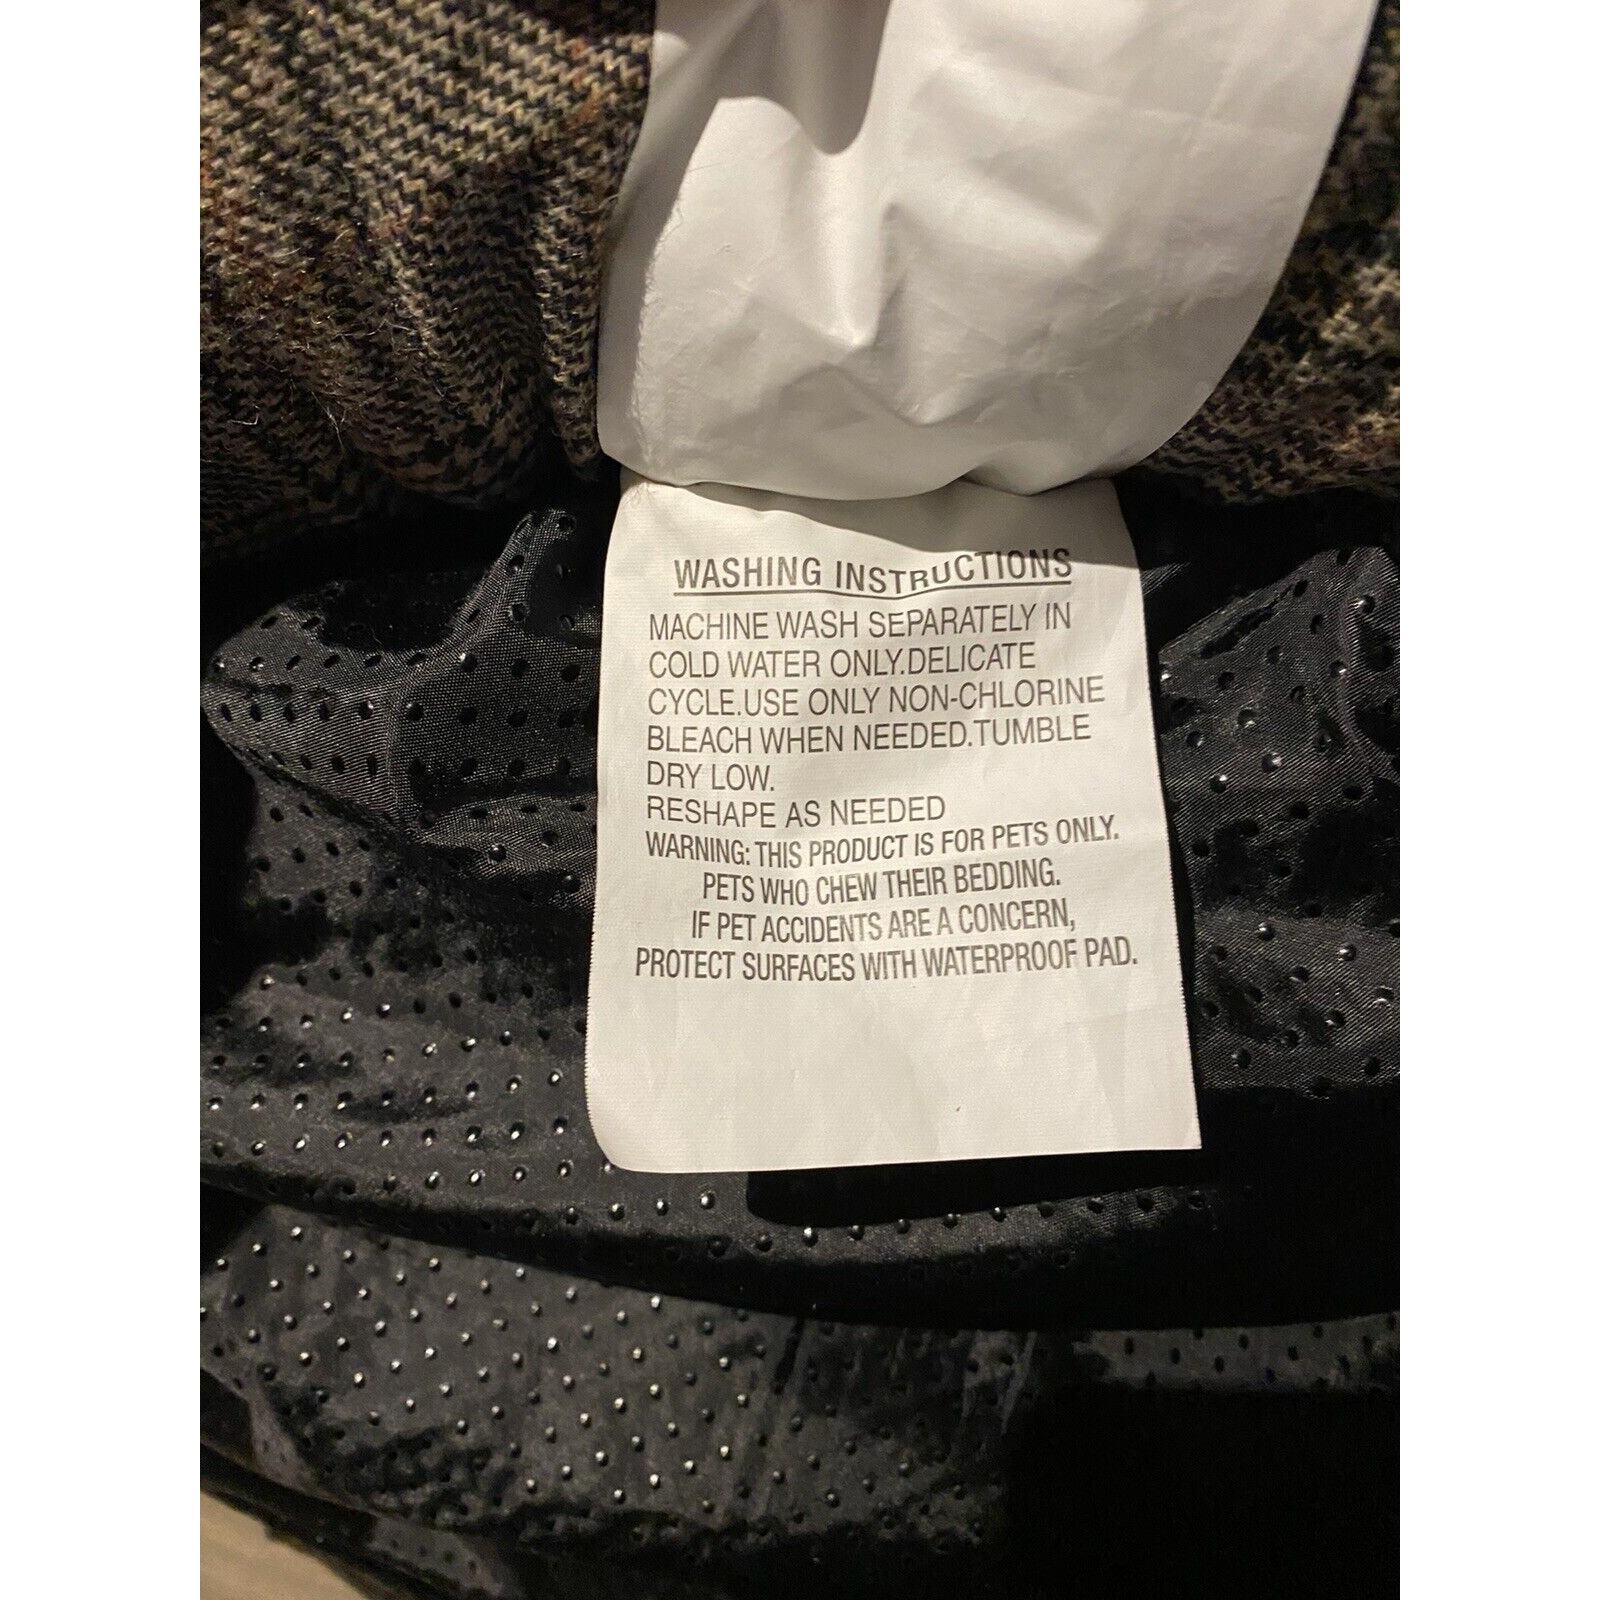 WASHING INSTRUCTIONS
MACHINE WASH SEPARATELY IN
COLD WATER ONLY.DELICATE
CYCLE.USE ONLY NON-CHLORINE
BLEACH WHEN NEEDED.TUMBLE
DRY LOW.
RESHAPE AS NEEDED
WARNING: THIS PRODUCT IS FOR PETS ONLY.
PETS WHO CHEW THEIR BEDDING.
IF PET ACCIDENTS ARE A CONCERN,
PROTECT SURFACES WITH WATERPROOF PAD.